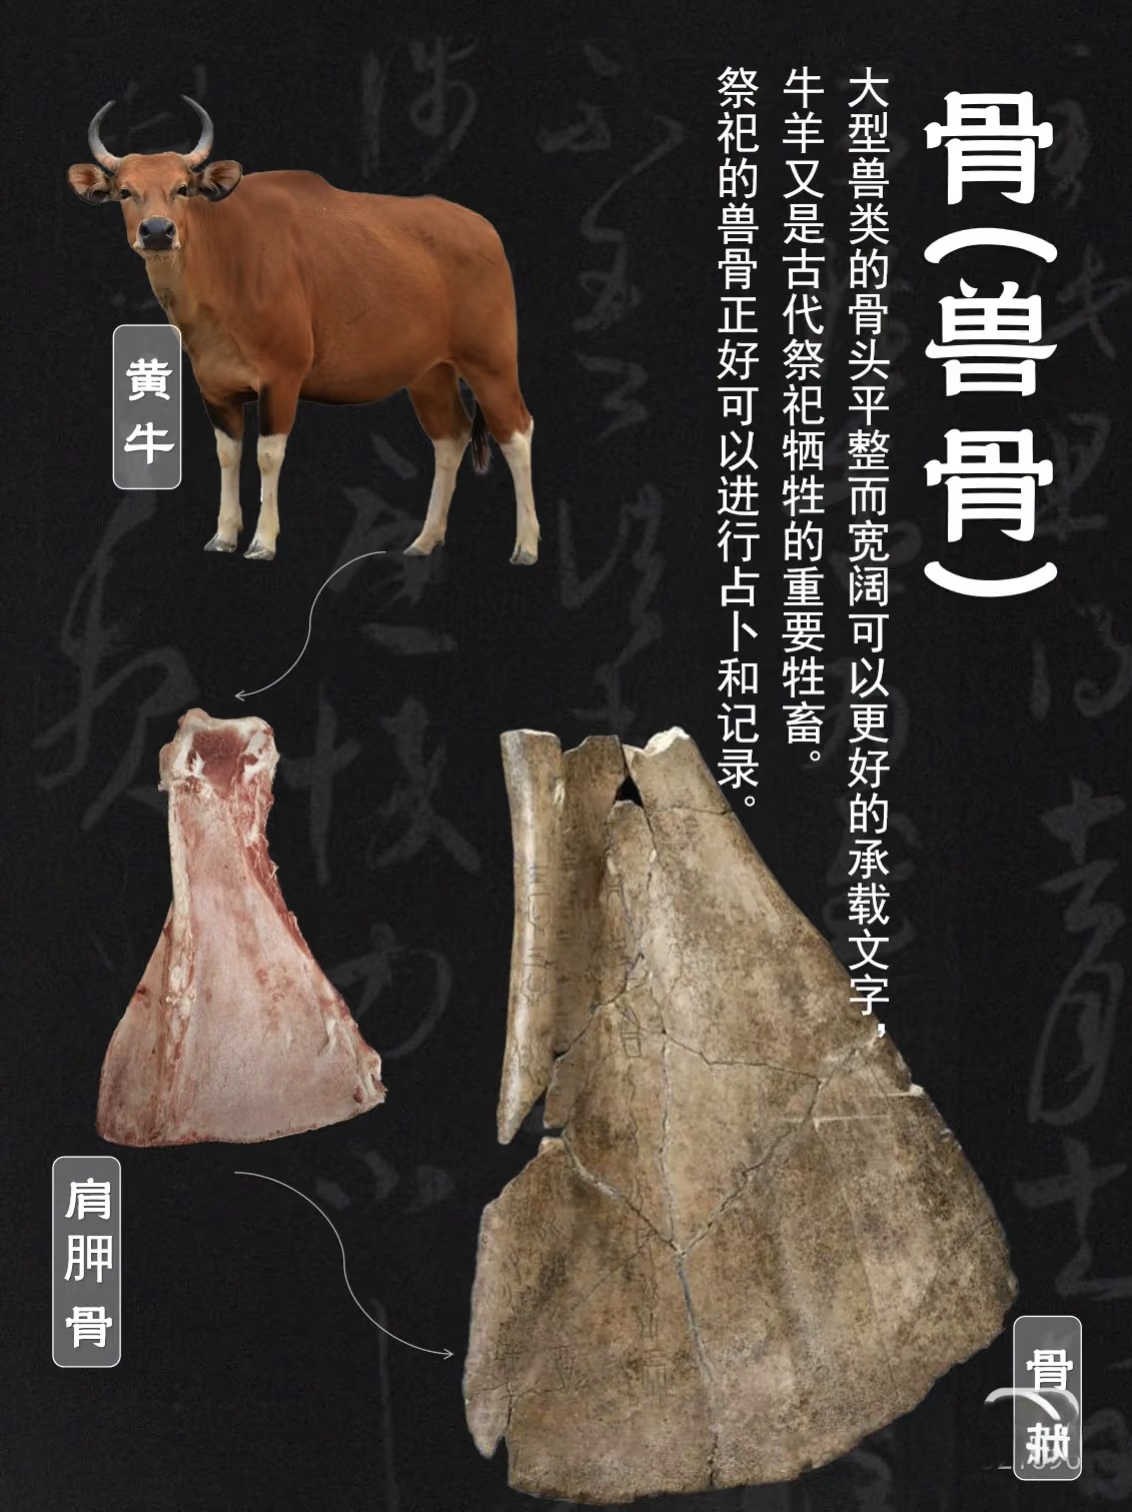 骨(兽骨)
大型兽类的骨头平整而宽阔可以更好的承载文字，
牛羊又是古代祭祀牺牲的重要牲畜。
祭祀的兽骨正好可以进行占卜和记录。
黄牛
肩胛骨
骨